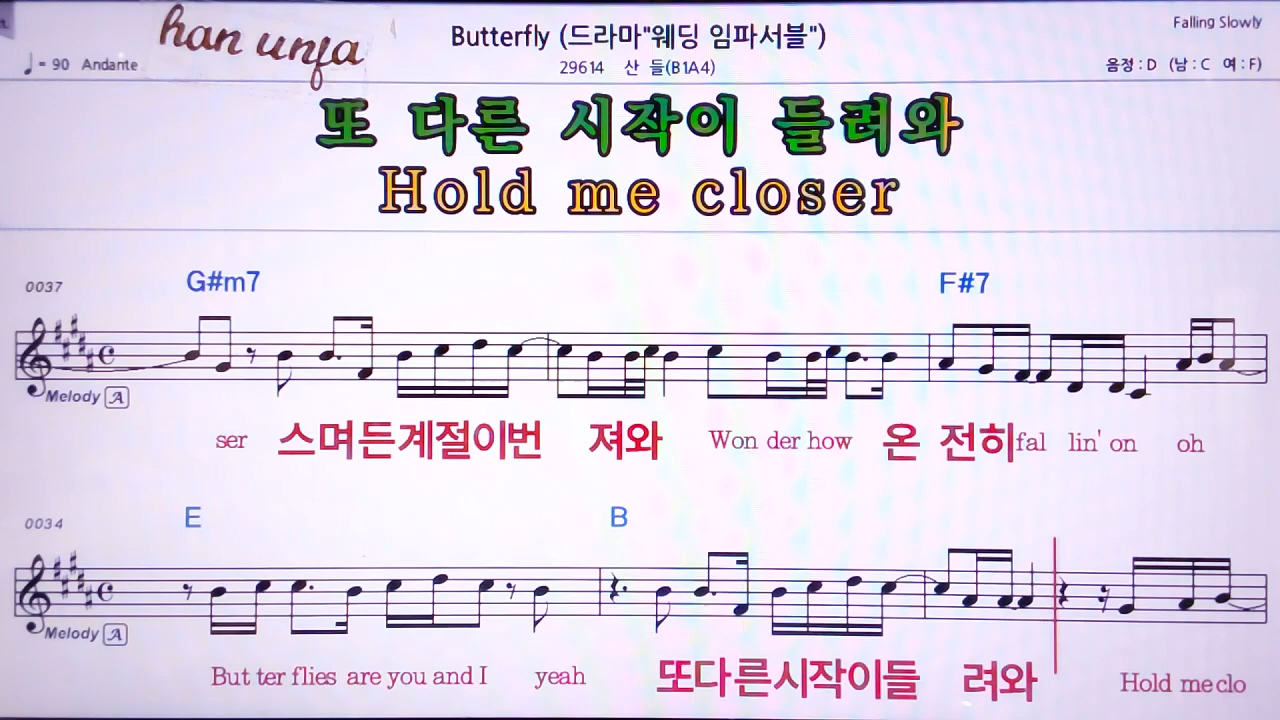 han unfa
Butterfly (드라마"웨딩 임파서블")
Falling Slowly
♩= 90 Andante
29614 산 들(B1A4)
음정 : D (남 : C 여 : F)
또 다른 시작이 들려와
Hold me closer
0037
G#m7 F#7
Melody A
ser 스며든계절이번 져와 Won der how 온 전히 fal lin' on oh
0034
E B
Melody A
But ter flies are you and I yeah 또다른시작이들 려와 Hold me clo